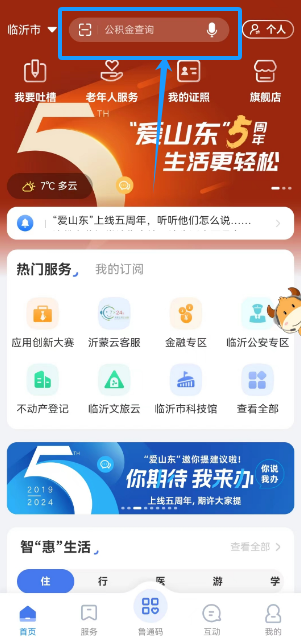 临沂市
公积金查询
个人
我要吐槽
老年人服务
我的证照
旗舰店
5TH
“爱山东”5周年
生活更轻松
7℃ 多云
“爱山东”上线五周年，听听他们怎么说……
热门服务
我的订阅
应用创新大赛
沂蒙云客服
金融专区
临沂公安专区
不动产登记
临沂文旅云
临沂市科技馆
查看全部
2019
2024
“爱山东”邀你提建议啦！
你期待 我来办
上线五周年，期许大家提
你说
我办
智“惠”生活
查看全部
住
行
医
游
学
首页
服务
鲁通码
互动
我的